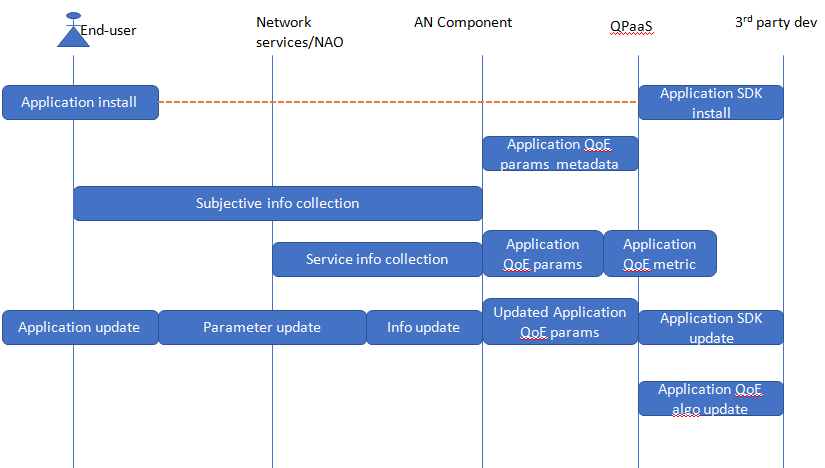 End-user
Network
services/NAO
AN Component
QPaaS
3rd party dev
Application install
Application SDK
install
Application QoE
params metadata
Subjective info collection
Service info collection
Application
QoE params
Application
QoE metric
Application update
Parameter update
Info update
Updated Application
QoE params
Application SDK
update
Application QoE
algo update